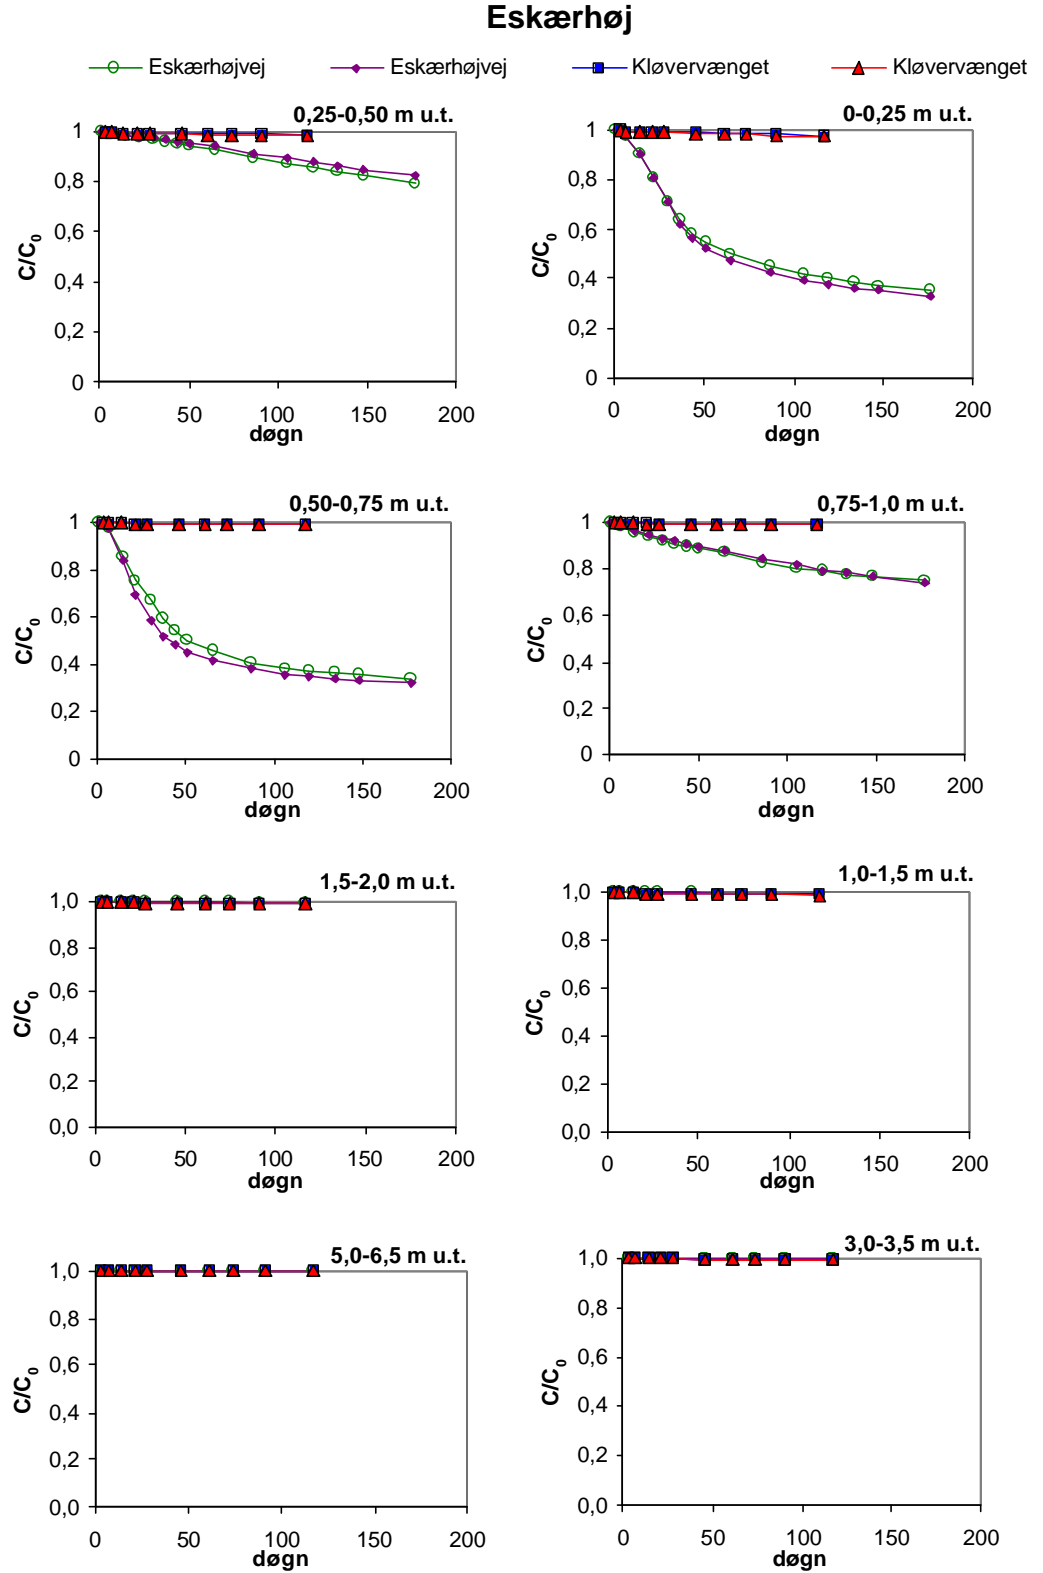 Eskærhøj
Eskærhøjvej Eskærhøjvej Kløvervænget Kløvervænget
0,25-0,50 m u.t.
1
0,8
0,6
0,4
0,2
0
C/C0
0 50 100 150 200
døgn
0-0,25 m u.t.
1
0,8
0,6
0,4
0,2
0
C/C0
0 50 100 150 200
døgn
0,50-0,75 m u.t.
1
0,8
0,6
0,4
0,2
0
C/C0
0 50 100 150 200
døgn
0,75-1,0 m u.t.
1
0,8
0,6
0,4
0,2
0
C/C0
0 50 100 150 200
døgn
1,5-2,0 m u.t.
1,0
0,8
0,6
0,4
0,2
0,0
C/C0
0 50 100 150 200
døgn
1,0-1,5 m u.t.
1,0
0,8
0,6
0,4
0,2
0,0
C/C0
0 50 100 150 200
døgn
5,0-6,5 m u.t.
1,0
0,8
0,6
0,4
0,2
0,0
C/C0
0 50 100 150 200
døgn
3,0-3,5 m u.t.
1,0
0,8
0,6
0,4
0,2
0,0
C/C0
0 50 100 150 200
døgn